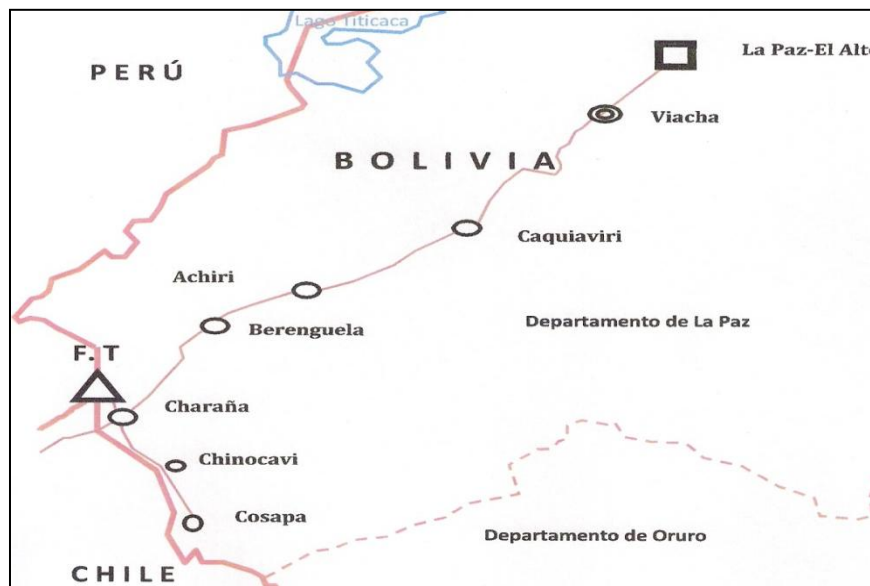 Lago Titicaca
La Paz-El Alto
PERÚ
Viacha
BOLIVIA
Caquiaviri
Achiri
Departamento de La Paz
Berenguela
F. T
Charaña
Chinocavi
Cosapa
Departamento de Oruro
CHILE